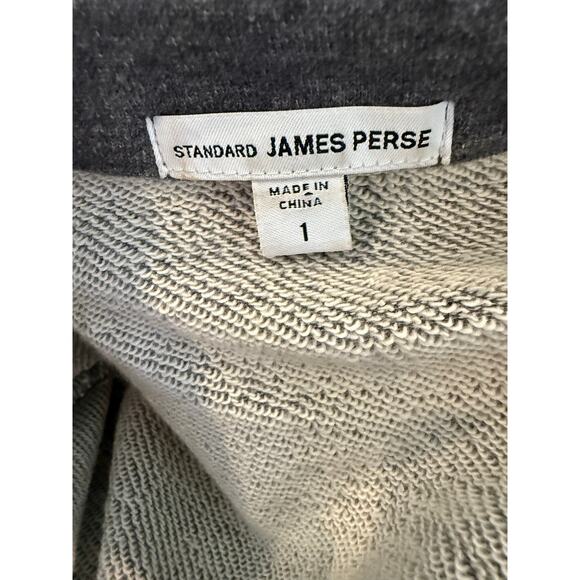 STANDARD JAMES PERSE
MADE IN
CHINA
1